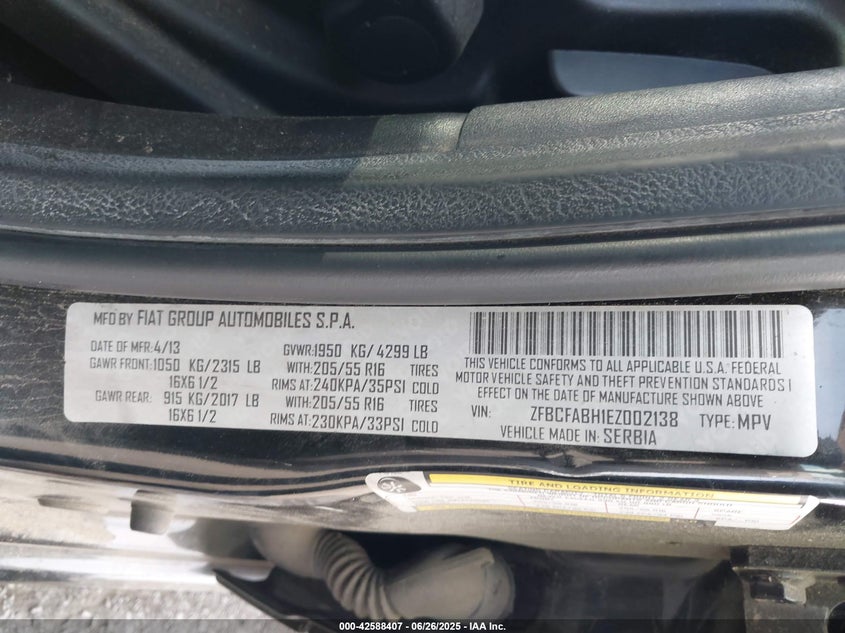 MFD BY FIAT GROUP AUTOMOBILES S.P.A.
DATE OF MFR: 4/13 GVWR: 1950 KG/ 4299 LB
GAWR FRONT: 1050 KG/ 2315 LB WITH: 205/55 R16
16X6 1/2 RIMS AT: 240KPA/35PSI COLD
GAWR REAR: 915 KG/ 2017 LB WITH: 205/55 R16
16X6 1/2 RIMS AT: 230KPA/33PSI COLD
THIS VEHICLE CONFORMS TO ALL APPLICABLE U.S.A. FEDERAL
MOTOR VEHICLE SAFETY AND THEFT PREVENTION STANDARDS I
EFFECT ON THE DATE OF MANUFACTURE SHOWN ABOVE
VIN: ZFBCFABH1EZ002138 TYPE: MPV
VEHICLE MADE IN SERBIA
TIRE AND LOADING INFORMATION
000-42588407 - 06/26/2025 - IAA Inc.